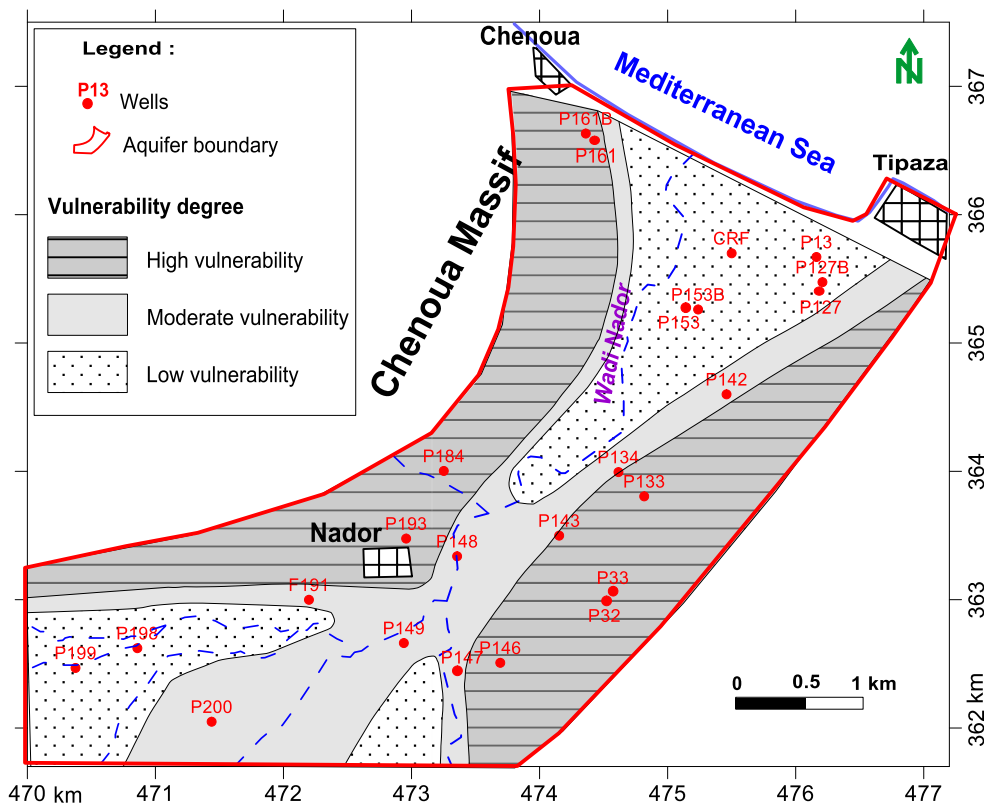 Chenoua
N
367
Legend :
P13
Wells
Aquifer boundary
Mediterranean Sea
P161B
P161
Tipaza
Vulnerability degree
High vulnerability
Moderate vulnerability
Low vulnerability
Chenoua Massif
366
CRF
P13
P127B
P127
P153B
P153
Wadi Nador
365
P142
P184
P134
364
P133
P193
Nador
P143
P148
F191
P33
P32
363
P198
P199
P149
P147
P146
P200
0
0.5
1 km
362 km
470 km
471
472
473
474
475
476
477